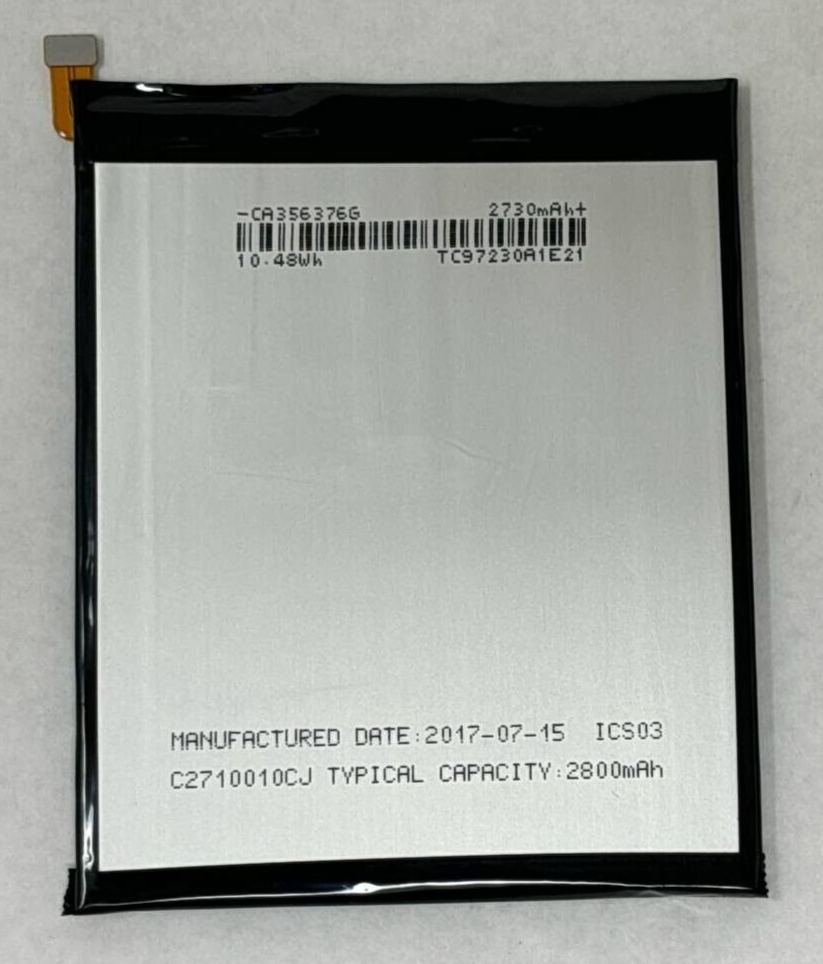 -CA356376G 2730mAh+
10.48Wh TC97230A1E21
MANUFACTURED DATE:2017-07-15 ICS03
C2710010CJ TYPICAL CAPACITY:2800mAh